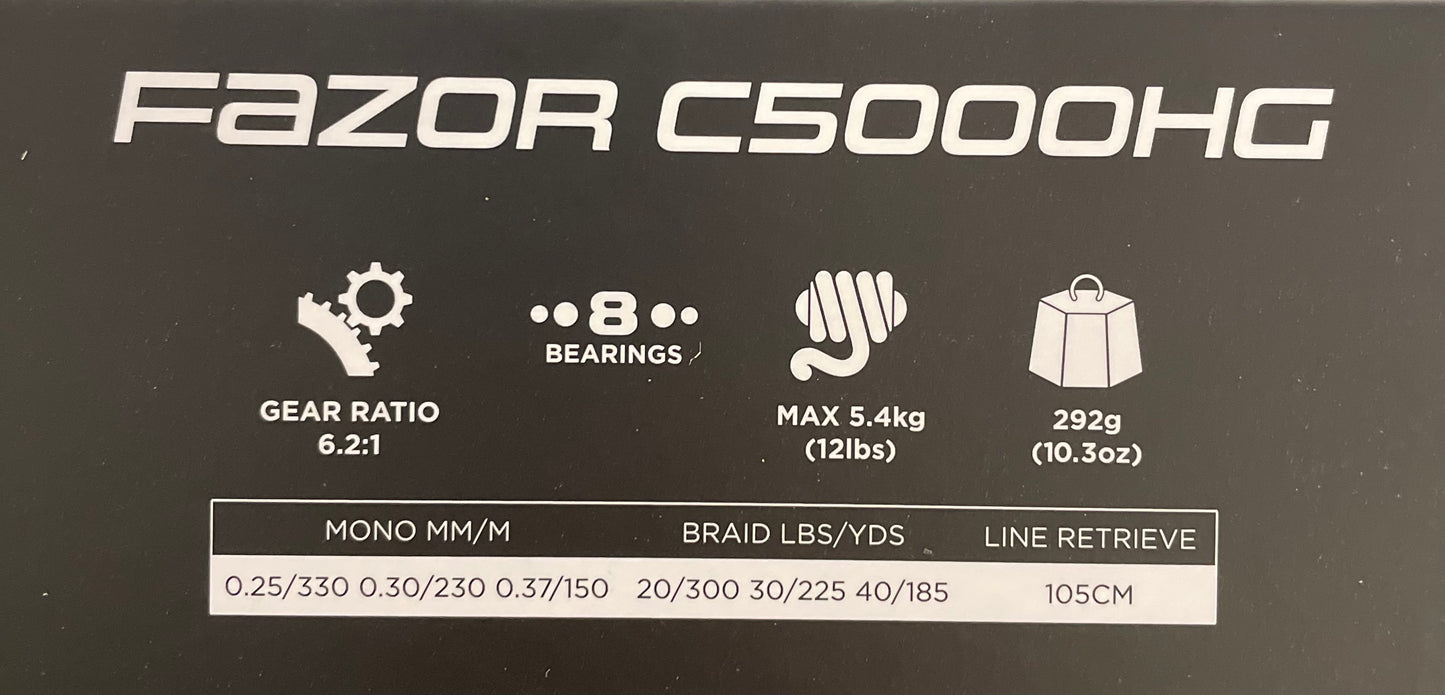 FAZOR C5000HG
8
BEARINGS
GEAR RATIO
6.2:1
MAX 5.4kg
(12lbs)
292g
(10.3oz)
MONO MM/M BRAID LBS/YDS LINE RETRIEVE
0.25/330 0.30/230 0.37/150 20/300 30/225 40/185 105CM